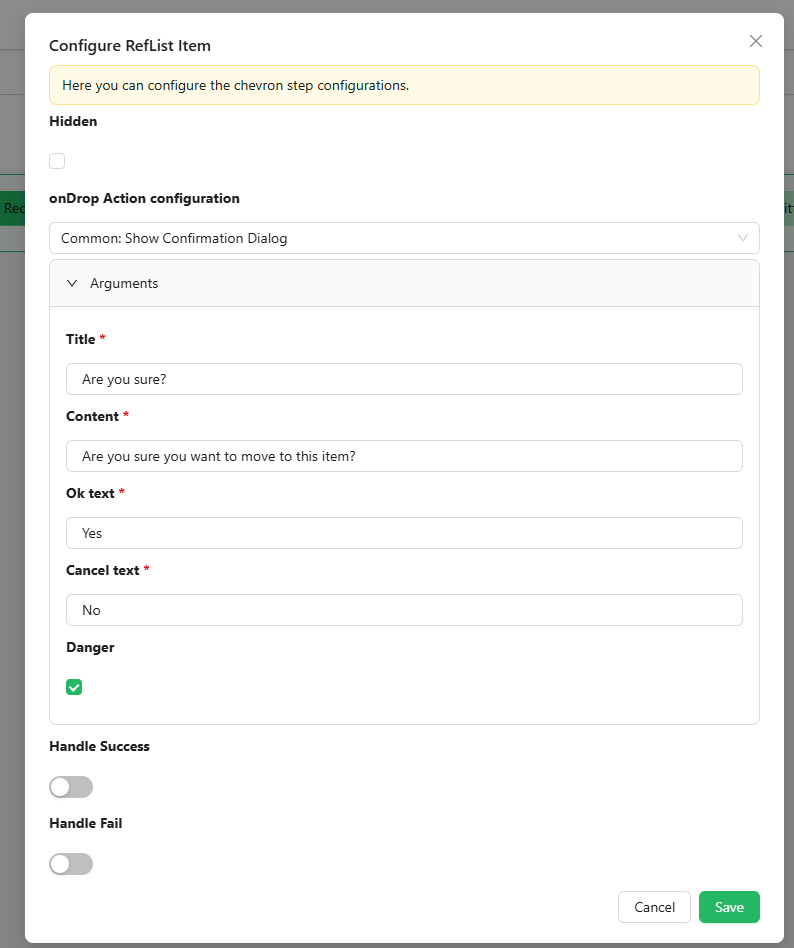 Configure RefList Item
Here you can configure the chevron step configurations.
Hidden
onDrop Action configuration
Common: Show Confirmation Dialog
Arguments
Title *
Are you sure?
Content *
Are you sure you want to move to this item?
Ok text *
Yes
Cancel text *
No
Danger
Handle Success
Handle Fail
Cancel
Save